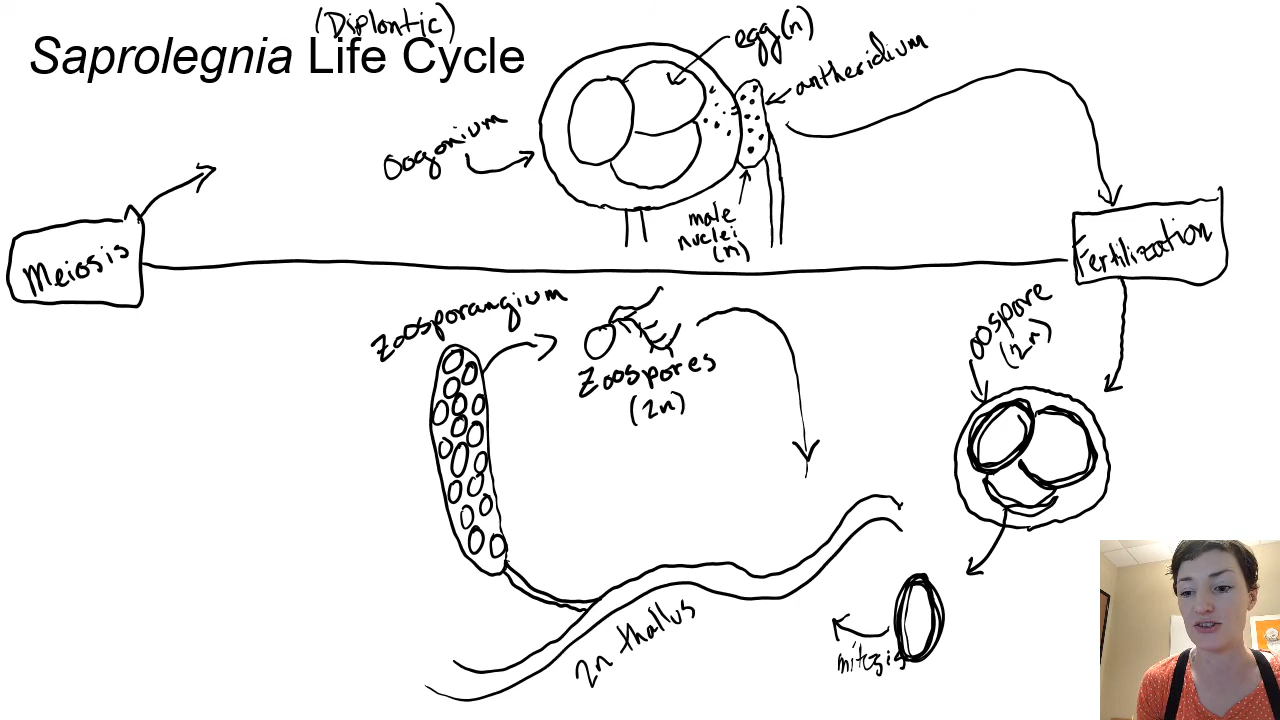 (Diplontic)
Saprolegnia Life Cycle
egg (n)
antheridium
Oogonium
male
nuclei
(n)
Meiosis
Fertilization
Zoosporangium
Zoospores
(2n)
oospore
(2n)
2n thallus
mitosis